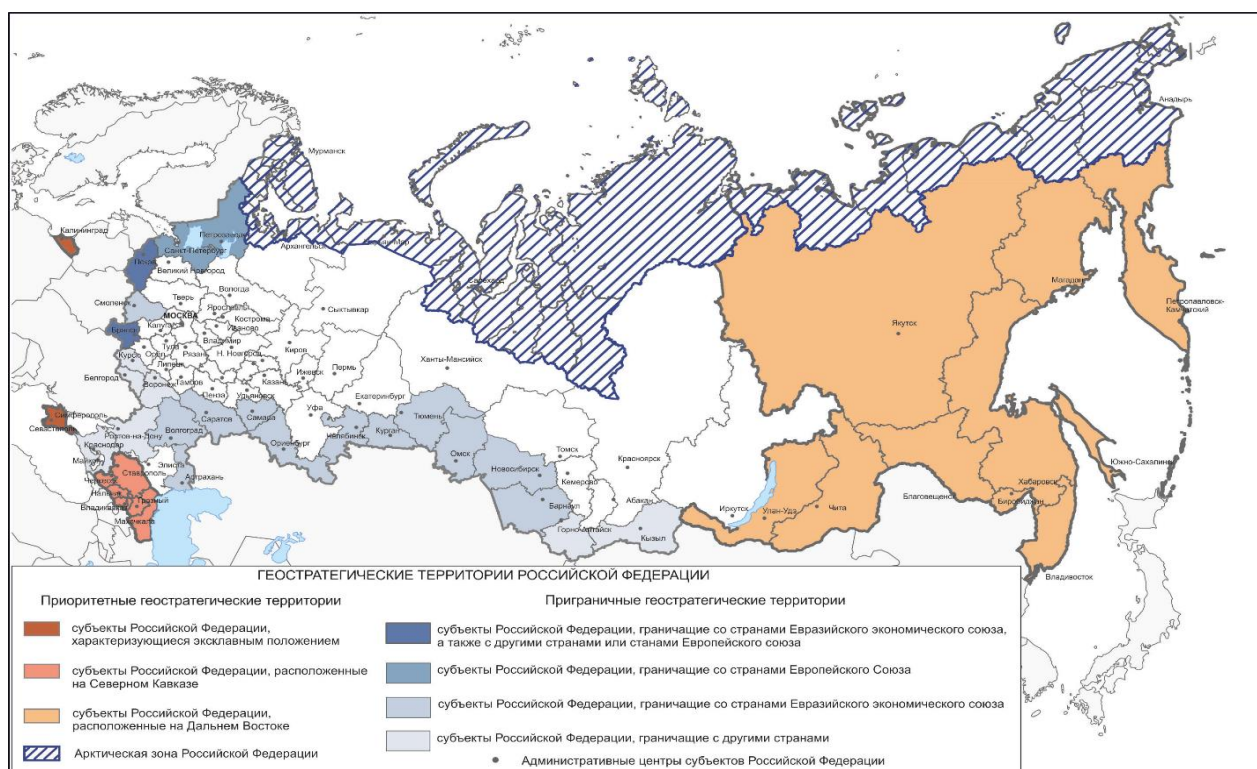 Мурманск
Анадырь
Калининград
Петрозаводск
Санкт-Петербург
Архангельск
Великий Новгород
Псков
Салехард
Смоленск
Тверь
Вологда
Магадан
МОСКВА
Ярославль
Кострома
Сыктывкар
Петропавловск-
Камчатский
Брянск
Калуга
Владимир
Иваново
Якутск
Курск
Орел
Тула
Рязань
Н. Новгород
Киров
Ханты-Мансийск
Белгород
Липецк
Воронеж
Тамбов
Казань
Ижевск
Пермь
Пенза
Ульяновск
Екатеринбург
Симферополь
Севастополь
Саратов
Самара
Уфа
Тюмень
Ростов-на-Дону
Волгоград
Челябинск
Курган
Краснодар
Оренбург
Омск
Томск
Красноярск
Южно-Сахалинск
Майкоп
Элиста
Новосибирск
Кемерово
Хабаровск
Ставрополь
Астрахань
Благовещенск
Биробиджан
Черкесск
Нальчик
Грозный
Барнаул
Абакан
Иркутск
Улан-Удэ
Чита
Владикавказ
Махачкала
Горно-Алтайск
Кызыл
Владивосток
ГЕОСТРАТЕГИЧЕСКИЕ ТЕРРИТОРИИ РОССИЙСКОЙ ФЕДЕРАЦИИ
Приоритетные геостратегические территории
субъекты Российской Федерации,
характеризующиеся эксклавным положением
субъекты Российской Федерации, расположенные
на Северном Кавказе
субъекты Российской Федерации,
расположенные на Дальнем Востоке
Арктическая зона Российской Федерации
Приграничные геостратегические территории
субъекты Российской Федерации, граничащие со странами Евразийского экономического союза,
а также с другими странами или станами Европейского союза
субъекты Российской Федерации, граничащие со странами Европейского Союза
субъекты Российской Федерации, граничащие со странами Евразийского экономического союза
субъекты Российской Федерации, граничащие с другими странами
Административные центры субъектов Российской Федерации